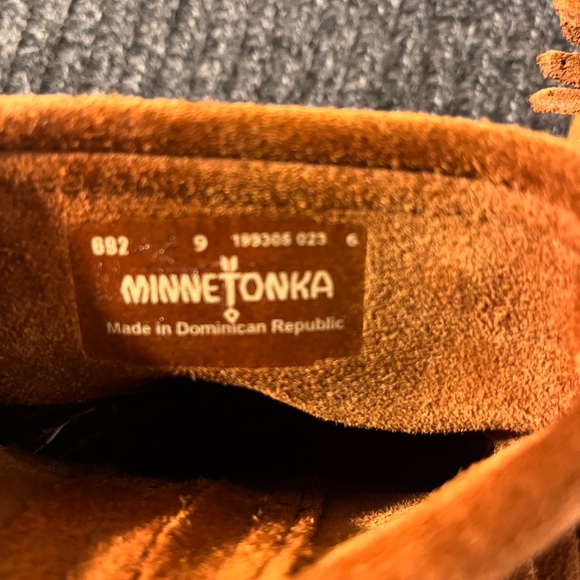 692 9 199306 023 6
MINNETONKA
Made in Dominican Republic